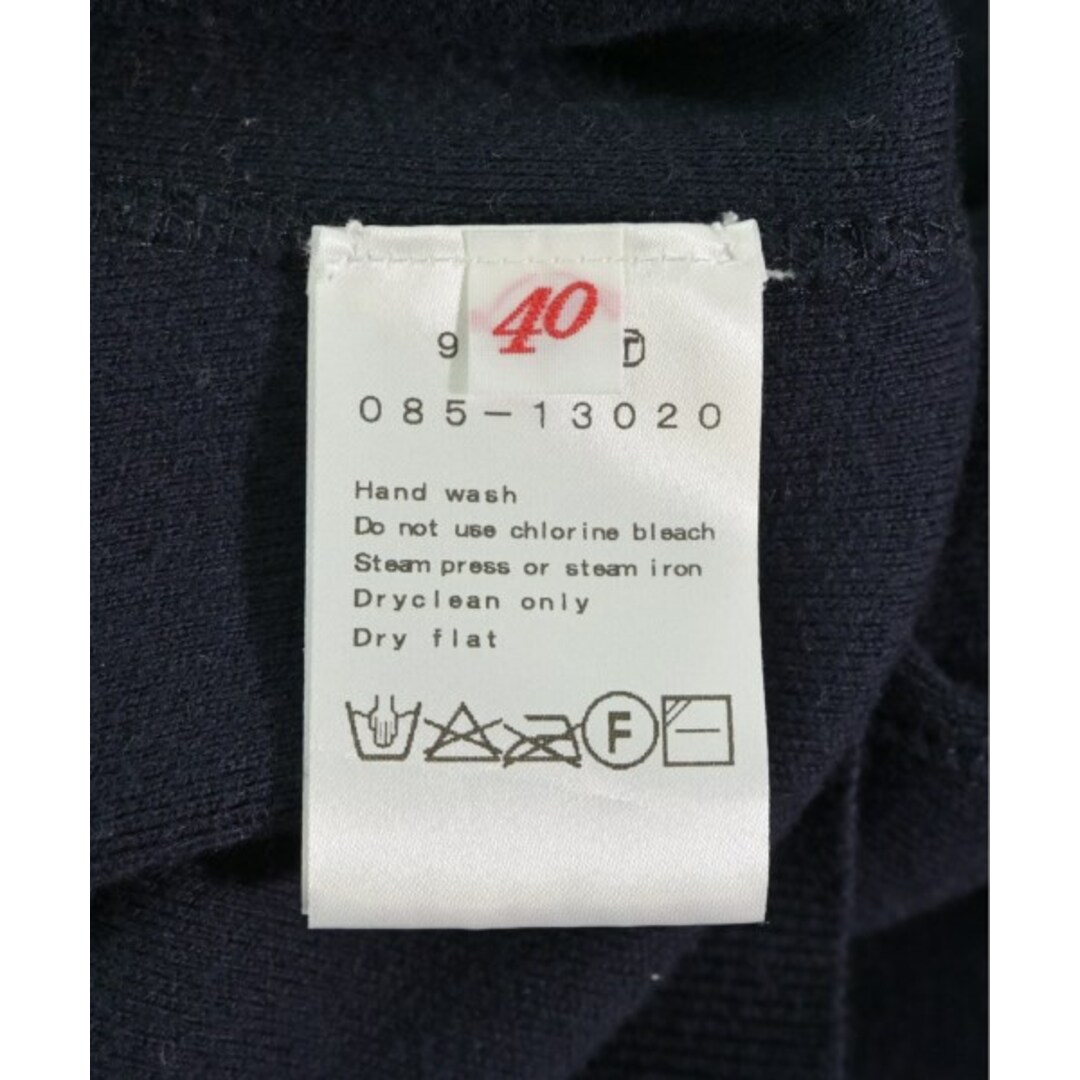 40
9
085-13020
Hand wash
Do not use chlorine bleach
Steam press or steam iron
Dryclean only
Dry flat
F